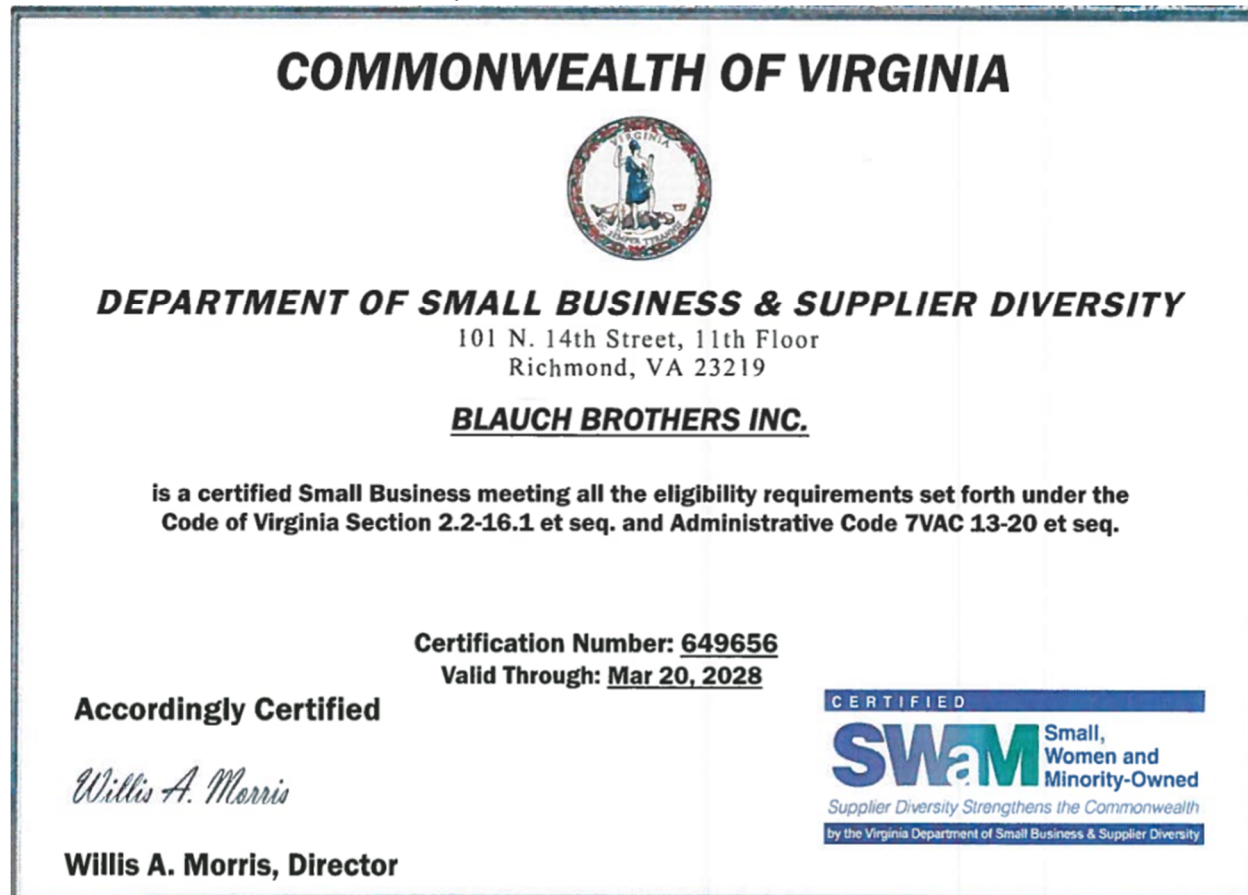 COMMONWEALTH OF VIRGINIA
VIRGINIA
SIC SEMPER TYRANNIS
DEPARTMENT OF SMALL BUSINESS & SUPPLIER DIVERSITY
101 N. 14th Street, 11th Floor
Richmond, VA 23219
BLAUCH BROTHERS INC.
is a certified Small Business meeting all the eligibility requirements set forth under the
Code of Virginia Section 2.2-16.1 et seq. and Administrative Code 7VAC 13-20 et seq.
Certification Number: 649656
Valid Through: Mar 20, 2028
Accordingly Certified
Willis A. Morris
Willis A. Morris, Director
CERTIFIED
SWaM
Small,
Women and
Minority-Owned
Supplier Diversity Strengthens the Commonwealth
by the Virginia Department of Small Business & Supplier Diversity